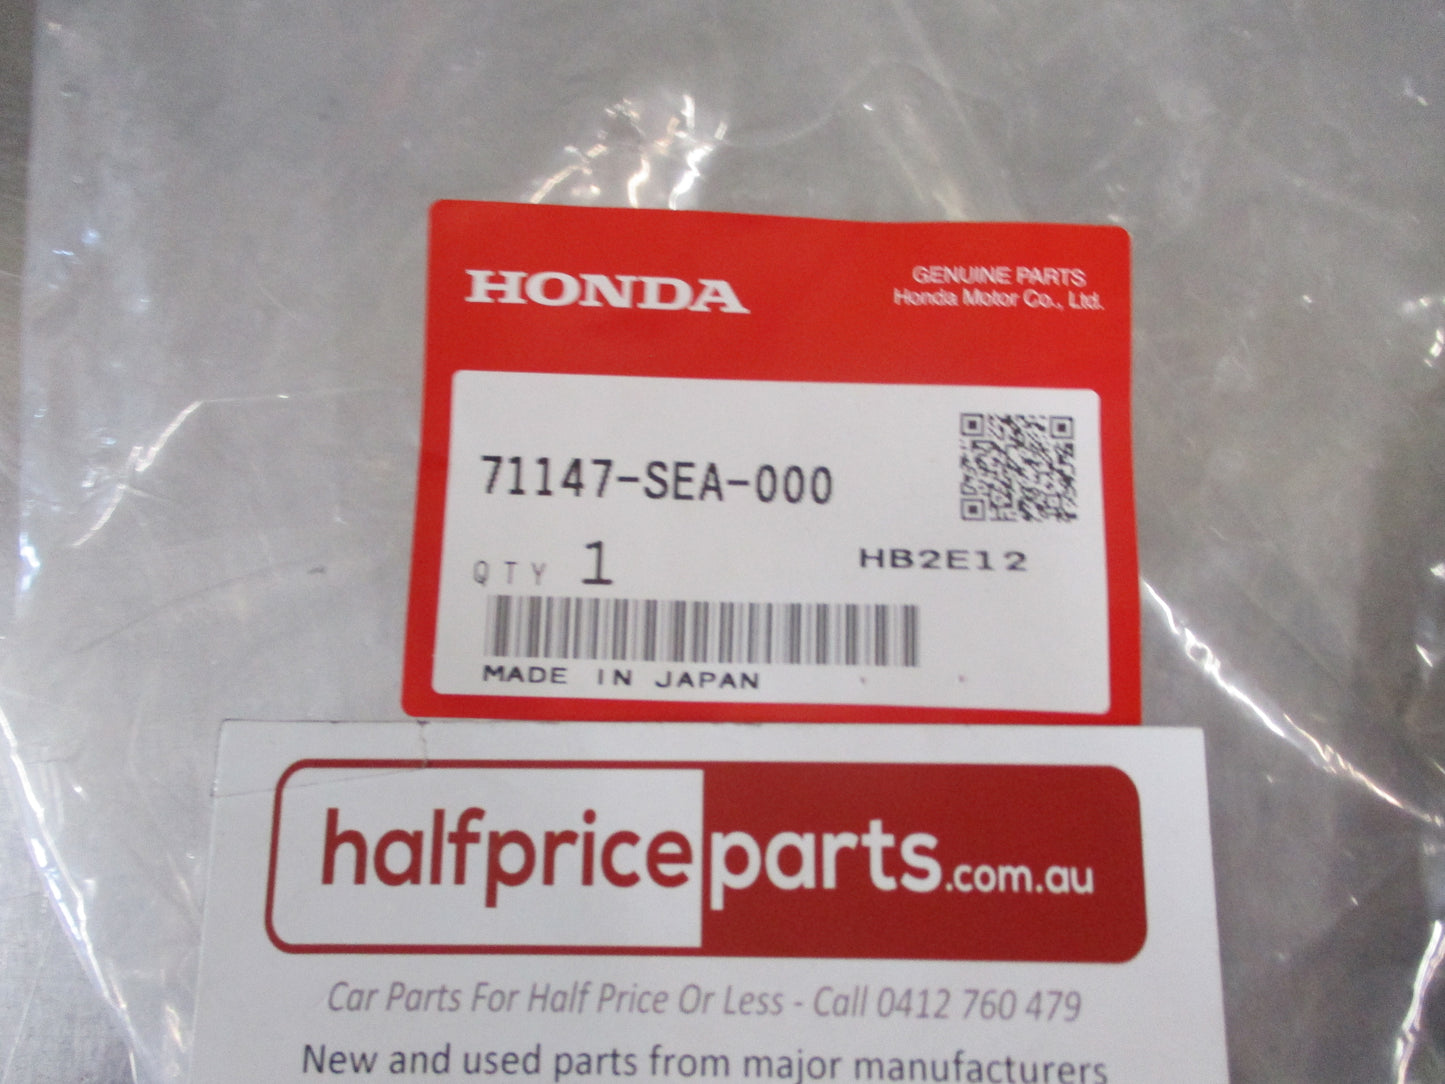 HONDA
GENUINE PARTS
Honda Motor Co., Ltd.
71147-SEA-000
QTY 1
HB2E12
MADE IN JAPAN
halfpriceparts.com.au
Car Parts For Half Price Or Less - Call 0412 760 479
New and used parts from major manufacturers